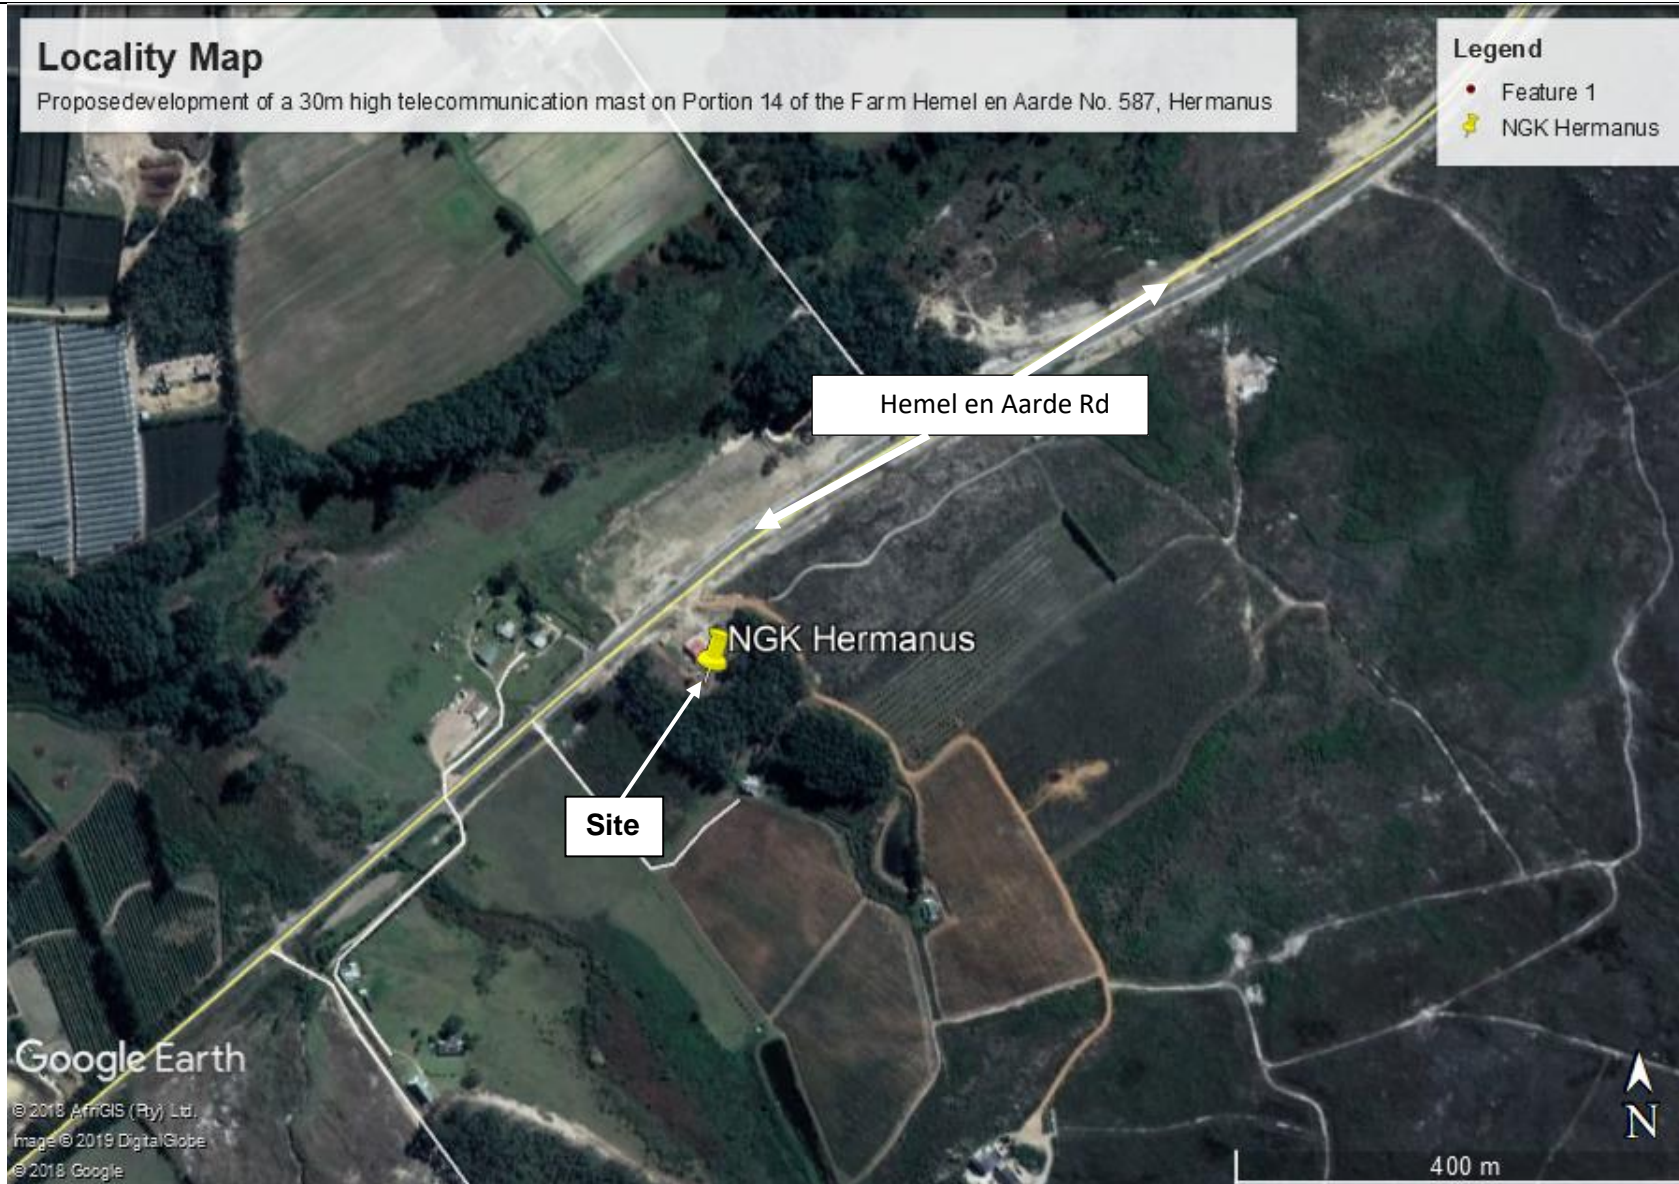 Locality Map
Proposedevelopment of a 30m high telecommunication mast on Portion 14 of the Farm Hemel en Aarde No. 587, Hermanus
Legend
Feature 1
NGK Hermanus
Hemel en Aarde Rd
NGK Hermanus
Site
Google Earth
© 2018 AfriGIS (Pty) Ltd.
Image © 2019 DigitalGlobe
© 2018 Google
N
400 m